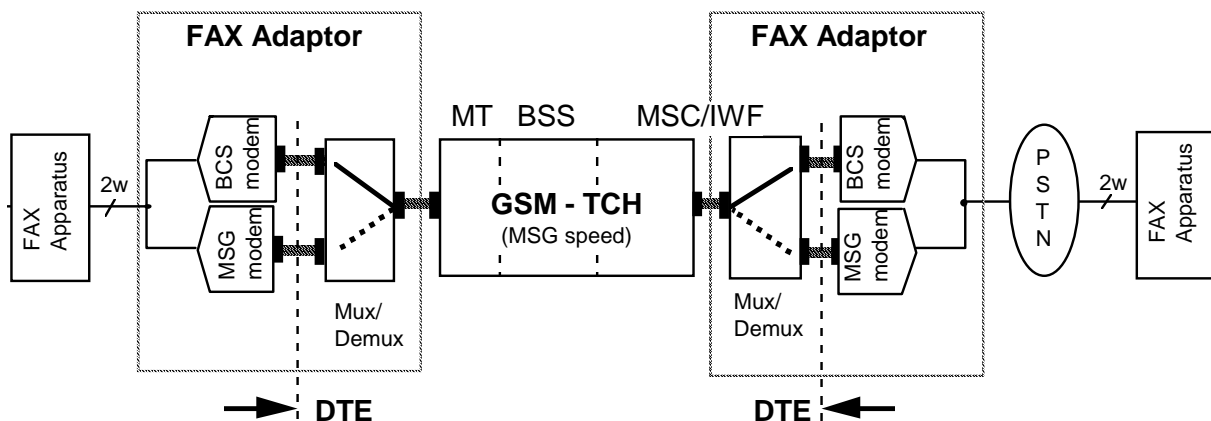 FAX Adaptor
FAX Adaptor
MT BSS MSC/IWF
FAX
Apparatus
2w
BCS
modem
MSG
modem
Mux/
Demux
GSM - TCH
(MSG speed)
Mux/
Demux
BCS
modem
MSG
modem
PSTN
2w
FAX
Apparatus
DTE
DTE